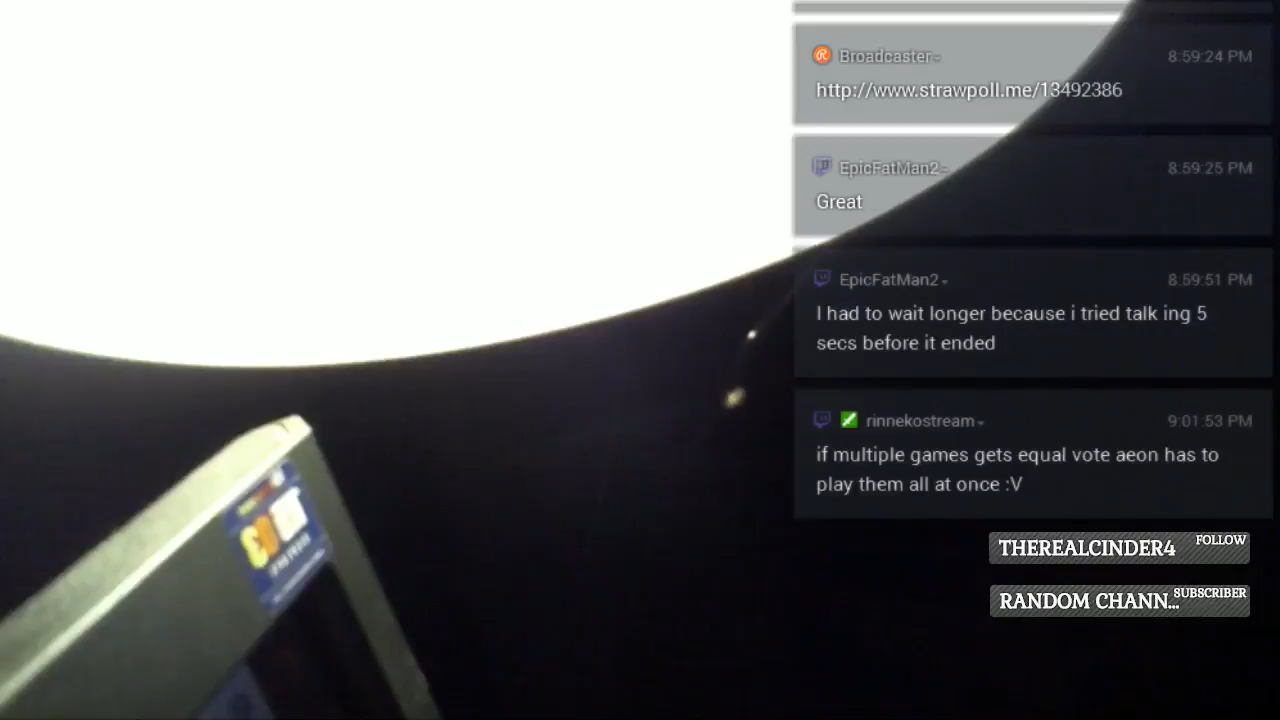 Broadcaster
8:59:24 PM
http://www.strawpoll.me/13492386
EpicFatMan2
8:59:25 PM
Great
EpicFatMan2
8:59:51 PM
I had to wait longer because i tried talk ing 5
secs before it ended
rinnekostream
9:01:53 PM
if multiple games gets equal vote aeon has to
play them all at once :V
THEREALCINDER4
FOLLOW
RANDOM CHANN...
SUBSCRIBER